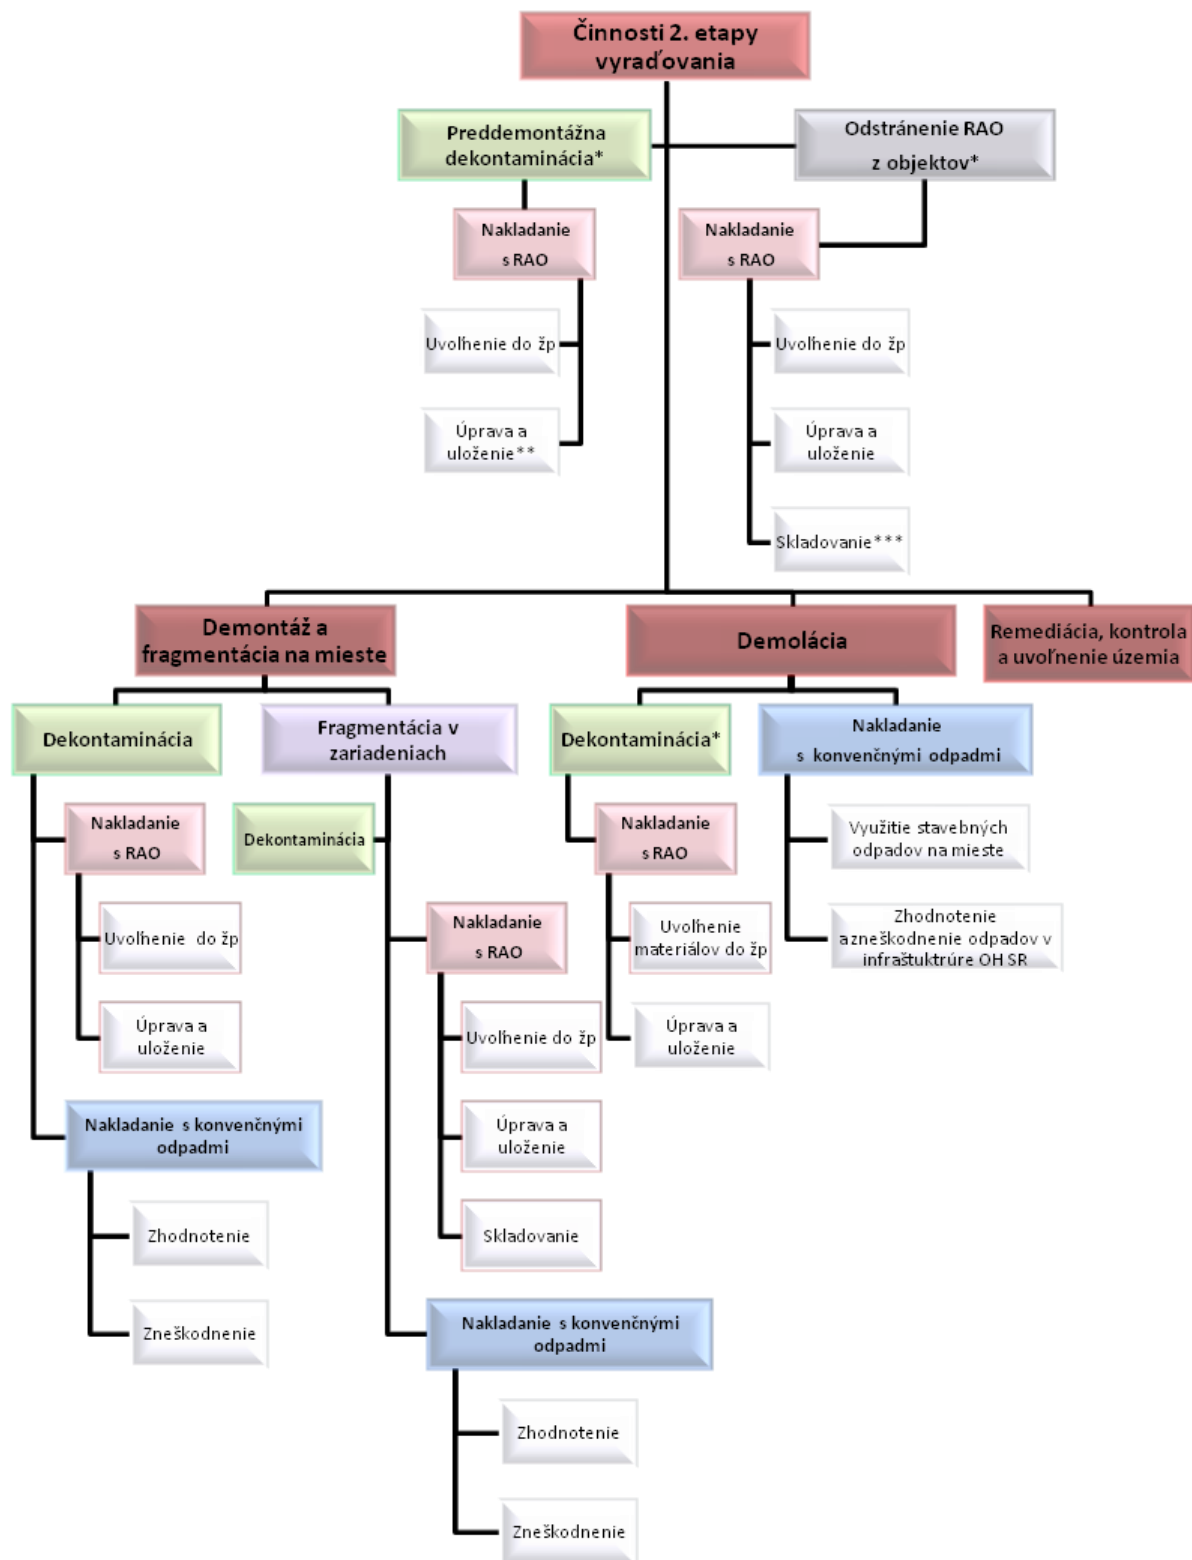 Činnosti 2. etapy
vyraďovania
Preddemontážna
dekontaminácia*
Odstránenie RAO
z objektov*
Nakladanie
s RAO
Uvoľnenie do žp
Úprava a
uloženie**
Nakladanie
s RAO
Uvoľnenie do žp
Úprava a
uloženie
Skladovanie***
Demontáž a
fragmentácia na mieste
Demolácia
Remediácia, kontrola
a uvoľnenie územia
Dekontaminácia
Nakladanie
s RAO
Uvoľnenie do žp
Úprava a
uloženie
Nakladanie s konvenčnými
odpadmi
Zhodnotenie
Zneškodnenie
Fragmentácia v
zariadeniach
Dekontaminácia
Nakladanie
s RAO
Uvoľnenie do žp
Úprava a
uloženie
Skladovanie
Nakladanie s konvenčnými
odpadmi
Zhodnotenie
Zneškodnenie
Dekontaminácia*
Nakladanie
s RAO
Uvoľnenie
materiálov do žp
Úprava a
uloženie
Nakladanie
s konvenčnými odpadmi
Využitie stavebných
odpadov na mieste
Zhodnotenie
azneškodnenie odpadov v
infraštuktrúre OH SR